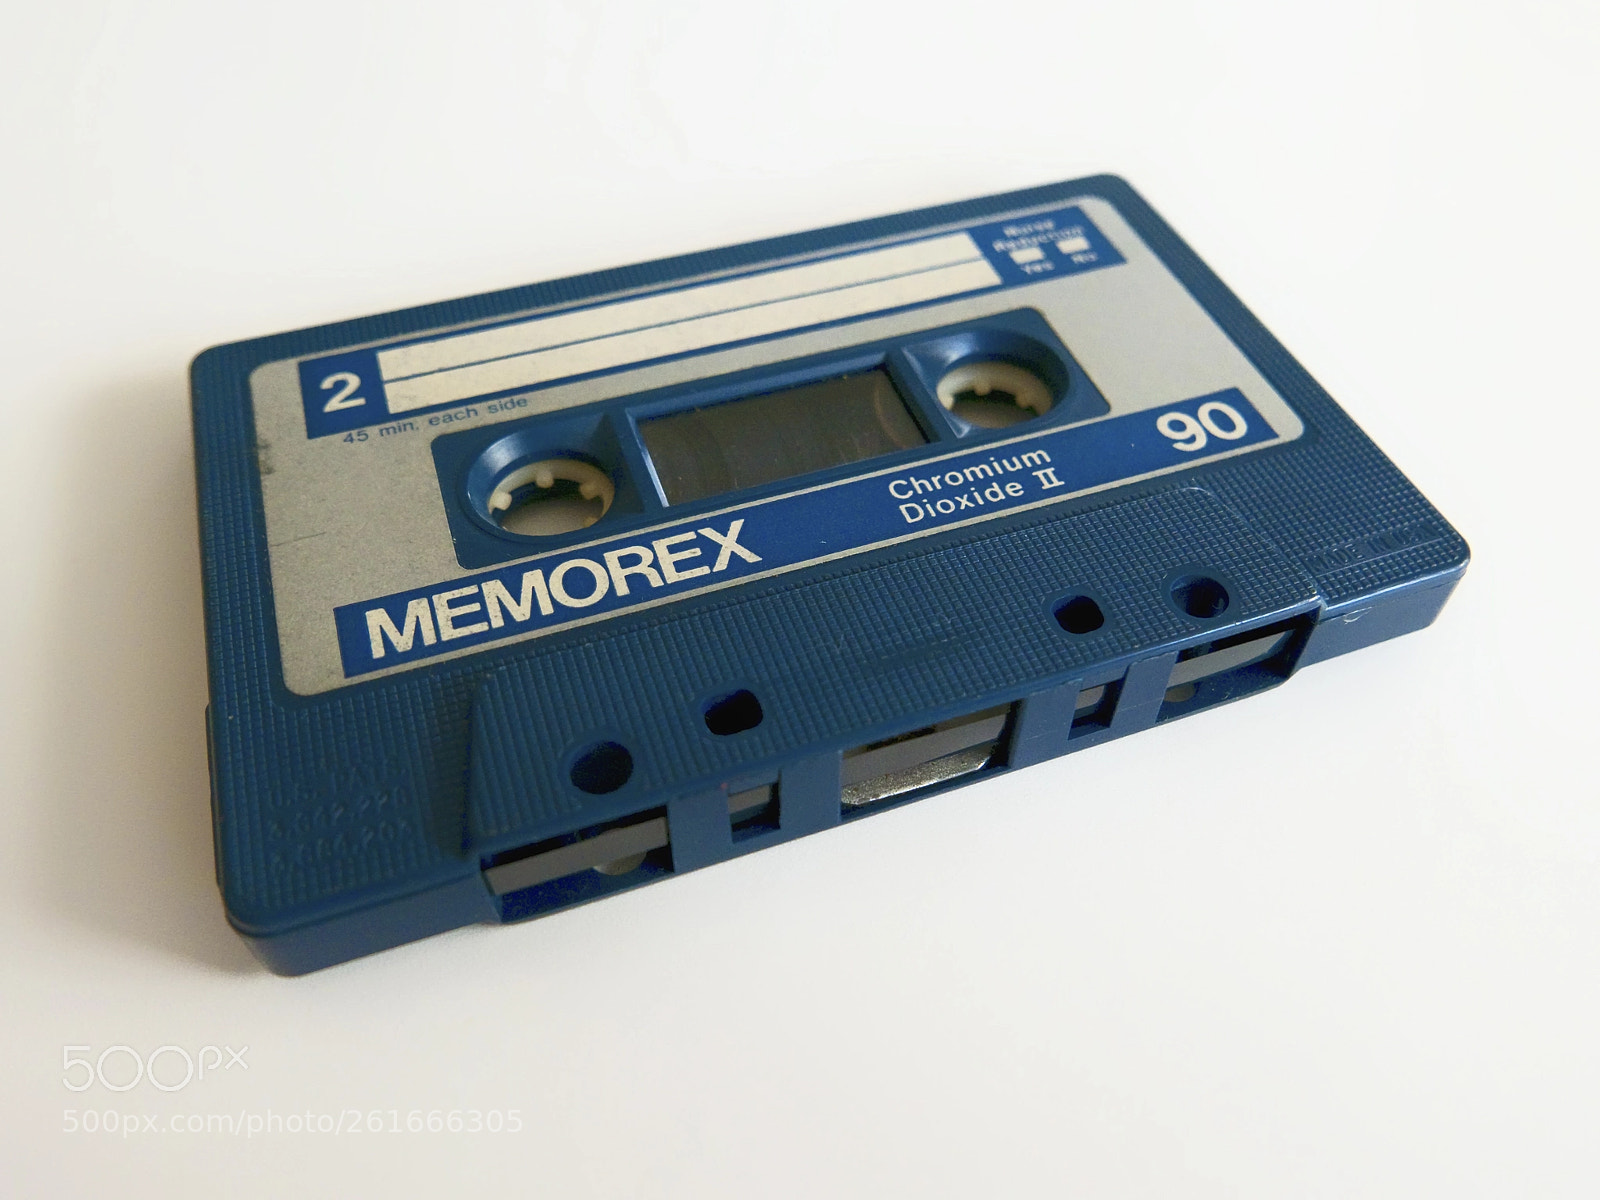 Noise
Reduction
Yes No
2
45 min. each side
90
Chromium
Dioxide II
MEMOREX
U.S. PAT.
500px
500px.com/photo/261666305